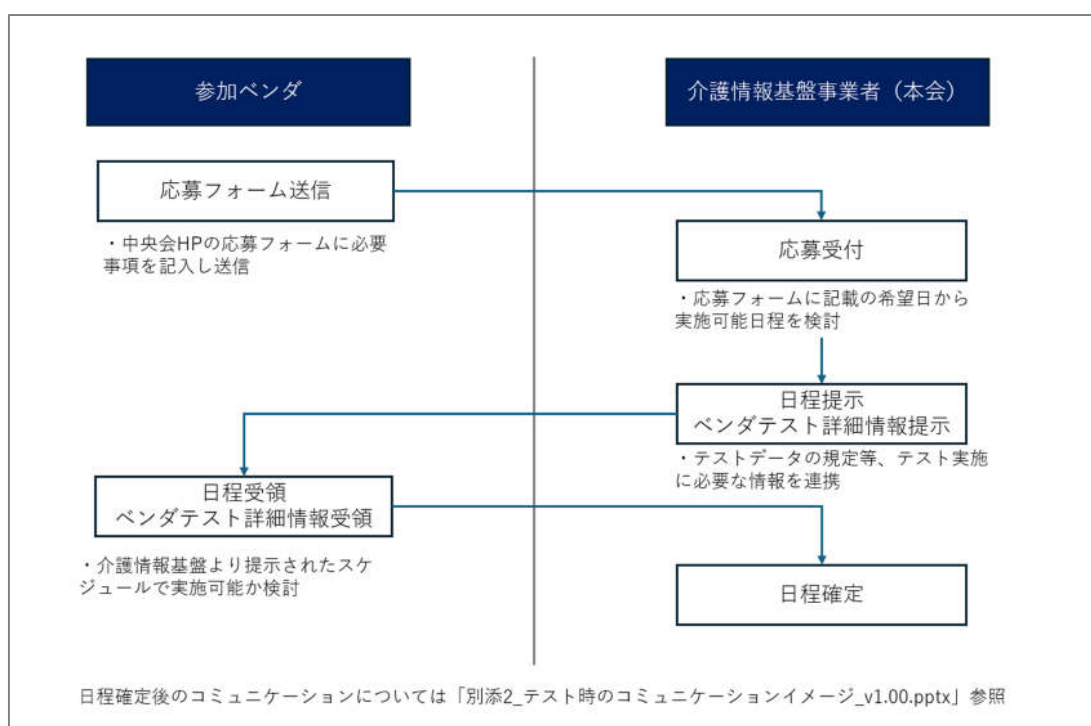 参加ベンダ
介護情報基盤事業者（本会）
応募フォーム送信
・中央会HPの応募フォームに必要
事項を記入し送信
応募受付
・応募フォームに記載の希望日から
実施可能日程を検討
日程提示
ベンダテスト詳細情報提示
・テストデータの規定等、テスト実施
に必要な情報を連携
日程受領
ベンダテスト詳細情報受領
・介護情報基盤より提示されたスケ
ジュールで実施可能か検討
日程確定
日程確定後のコミュニケーションについては「別添2_テスト時のコミュニケーションイメージ_v1.00.pptx」参照